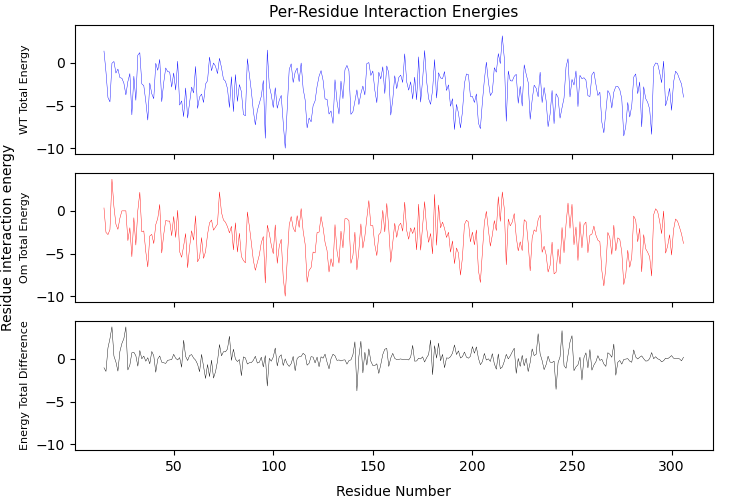 Per-Residue Interaction Energies
Residue interaction energy
WT Total Energy
0
−5
−10
Om Total Energy
0
−5
−10
Energy Total Difference
0
−5
−10
50 100 150 200 250 300
Residue Number